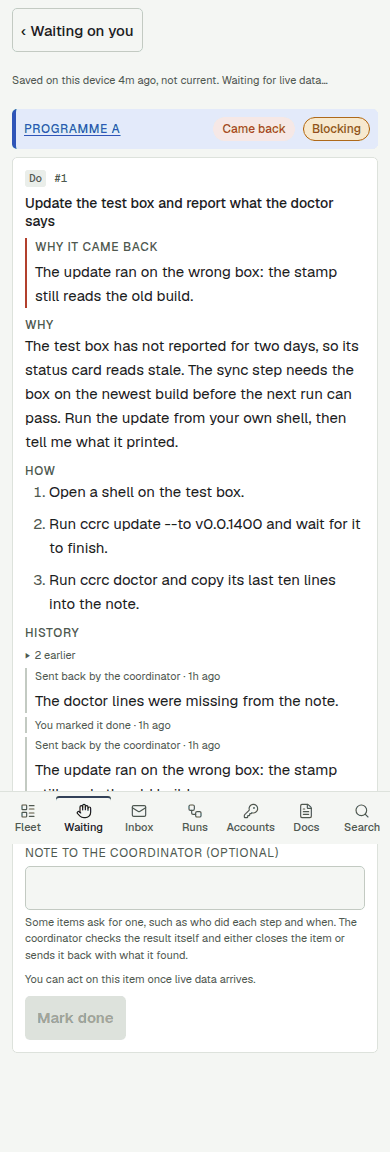 ‹ Waiting on you
Saved on this device 4m ago, not current. Waiting for live data…
PROGRAMME A
Came back
Blocking
Do #1
Update the test box and report what the doctor
says
WHY IT CAME BACK
The update ran on the wrong box: the stamp
still reads the old build.
WHY
The test box has not reported for two days, so its
status card reads stale. The sync step needs the
box on the newest build before the next run can
pass. Run the update from your own shell, then
tell me what it printed.
HOW
1. Open a shell on the test box.
2. Run ccrc update --to v0.0.1400 and wait for it
to finish.
3. Run ccrc doctor and copy its last ten lines
into the note.
HISTORY
▸ 2 earlier
Sent back by the coordinator · 1h ago
The doctor lines were missing from the note.
You marked it done · 1h ago
Sent back by the coordinator · 1h ago
The update ran on the wrong box: the stamp
Fleet
Waiting
Inbox
Runs
Accounts
Docs
Search
NOTE TO THE COORDINATOR (OPTIONAL)
Some items ask for one, such as who did each step and when. The
coordinator checks the result itself and either closes the item or
sends it back with what it found.
You can act on this item once live data arrives.
Mark done